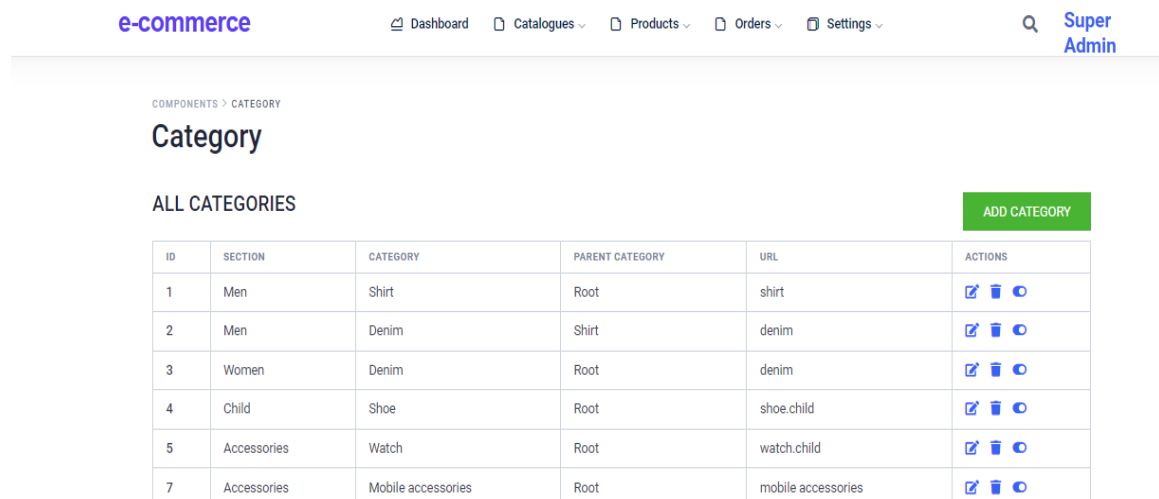 e-commerce Dashboard Catalogues Products Orders Settings Super
Admin
COMPONENTS > CATEGORY
Category
ALL CATEGORIES ADD CATEGORY
ID SECTION CATEGORY PARENT CATEGORY URL ACTIONS
1 Men Shirt Root shirt
2 Men Denim Shirt denim
3 Women Denim Root denim
4 Child Shoe Root shoe.child
5 Accessories Watch Root watch.child
7 Accessories Mobile accessories Root mobile accessories